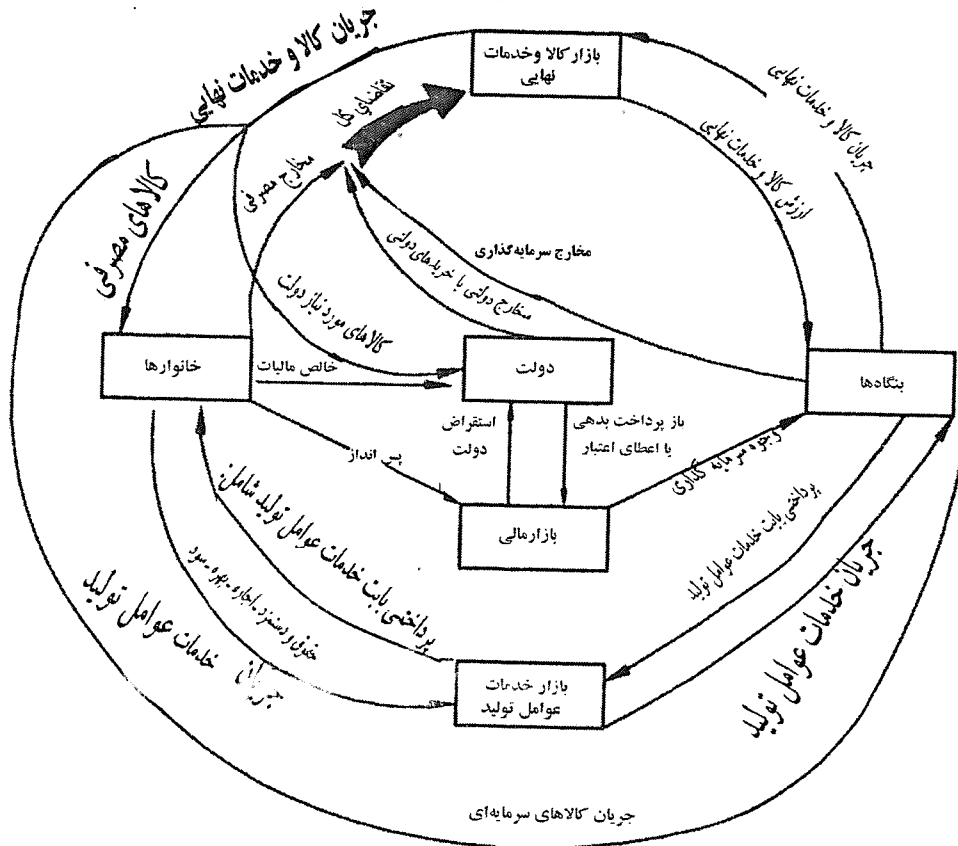 جریان کالا و خدمات نهایی
بازار کالا و خدمات
نهایی
جریان کالا و خدمات نهایی
تقاضای کل
ارزش کالا و خدمات نهایی
مخارج مصرفی
کالاهای مصرفی
مخارج سرمایه‌گذاری
مخارج دولتی یا خریدهای دولتی
کالاهای مورد نیاز دولت
خانوارها
خالص مالیات
دولت
بنگاه‌ها
پس انداز
استقراض
دولت
باز پرداخت بدهی
یا اعطای اعتبار
وجوه سرمایه گذاری
بازارمالی
پرداختی بابت خدمات عوامل تولید شامل:
حقوق و دستمزد - اجاره - بهره - سود
جریان خدمات عوامل تولید
پرداختی بابت خدمات عوامل تولید
جریان خدمات عوامل تولید
بازار خدمات
عوامل تولید
جریان کالاهای سرمایه‌ای